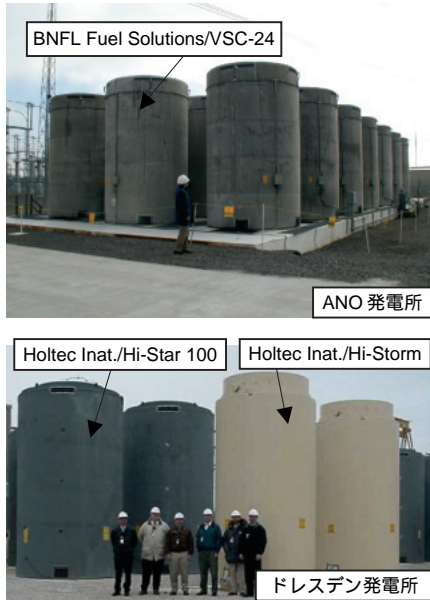 BNFL Fuel Solutions/VSC-24
ANO 発電所
Holtec Inat./Hi-Star 100
Holtec Inat./Hi-Storm
ドレスデン発電所